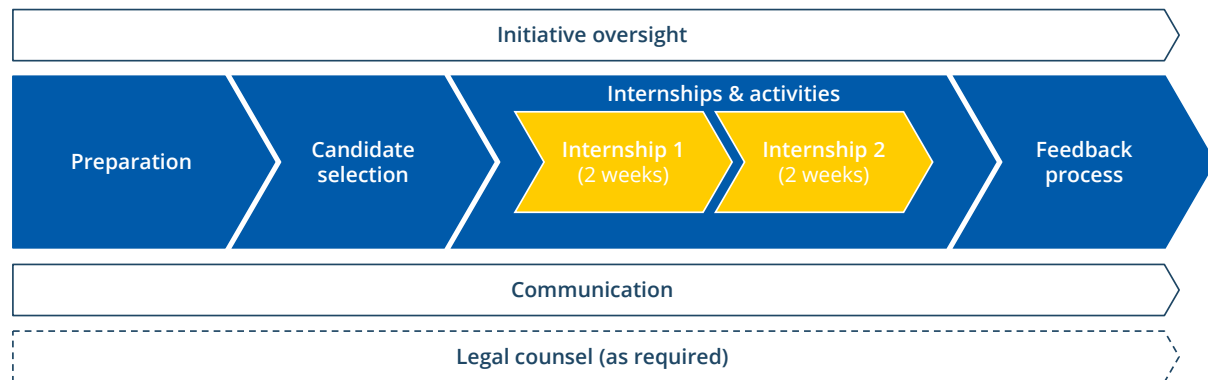 Initiative oversight
Preparation
Candidate
selection
Internships & activities
Internship 1
(2 weeks)
Internship 2
(2 weeks)
Feedback
process
Communication
Legal counsel (as required)